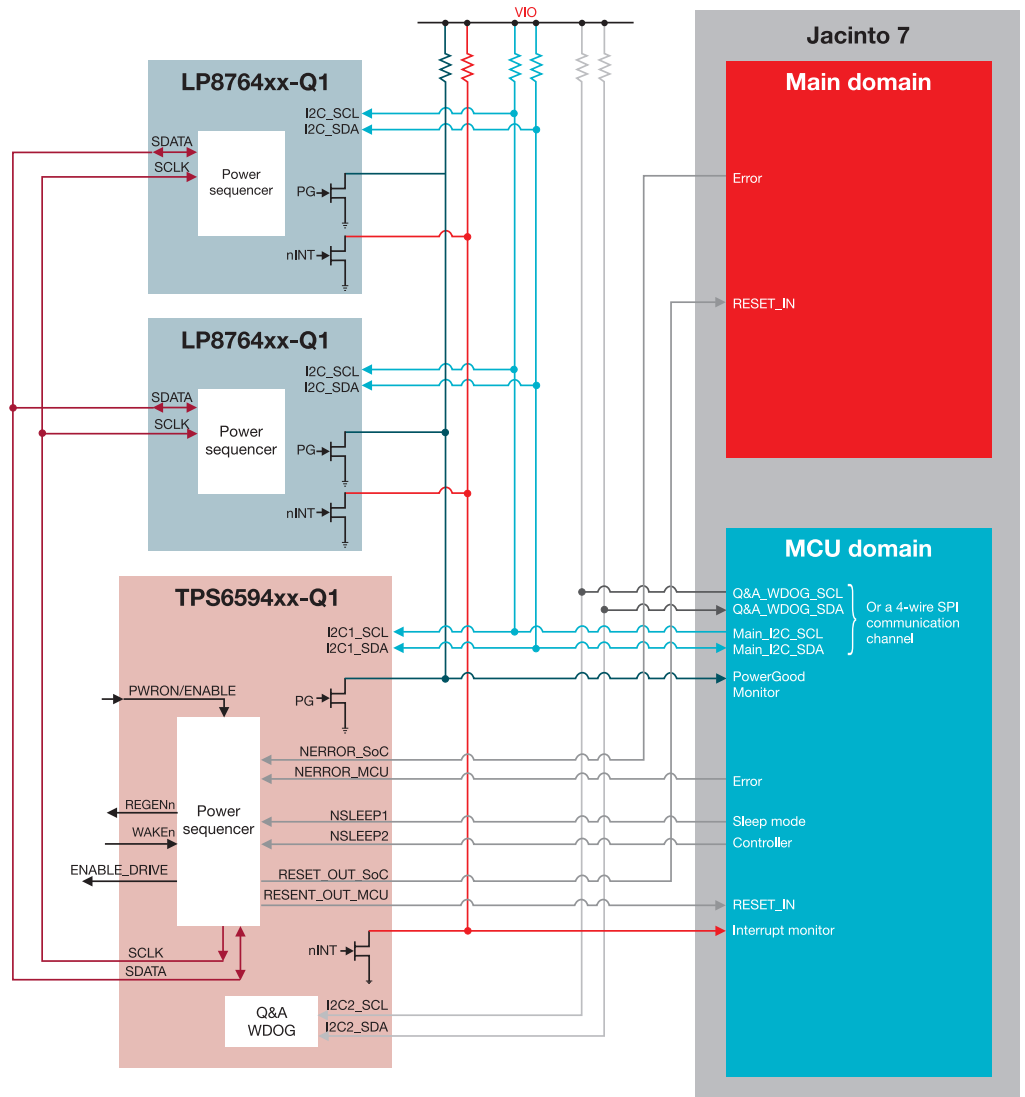 VIO
Jacinto 7
LP8764xx-Q1
I2C_SCL
I2C_SDA
SDATA
SCLK
Power
sequencer
PG
nINT
Main domain
Error
RESET_IN
LP8764xx-Q1
I2C_SCL
I2C_SDA
SDATA
SCLK
Power
sequencer
PG
nINT
MCU domain
Q&A_WDOG_SCL
Q&A_WDOG_SDA
Main_I2C_SCL
Main_I2C_SDA
Or a 4-wire SPI
communication
channel
PowerGood
Monitor
Error
Sleep mode
Controller
RESET_IN
Interrupt monitor
TPS6594xx-Q1
I2C1_SCL
I2C1_SDA
PWRON/ENABLE
PG
NERROR_SoC
NERROR_MCU
REGENn
Power
sequencer
NSLEEP1
WAKEn
NSLEEP2
ENABLE_DRIVE
RESET_OUT_SoC
RESENT_OUT_MCU
SCLK
SDATA
nINT
Q&A
WDOG
I2C2_SCL
I2C2_SDA